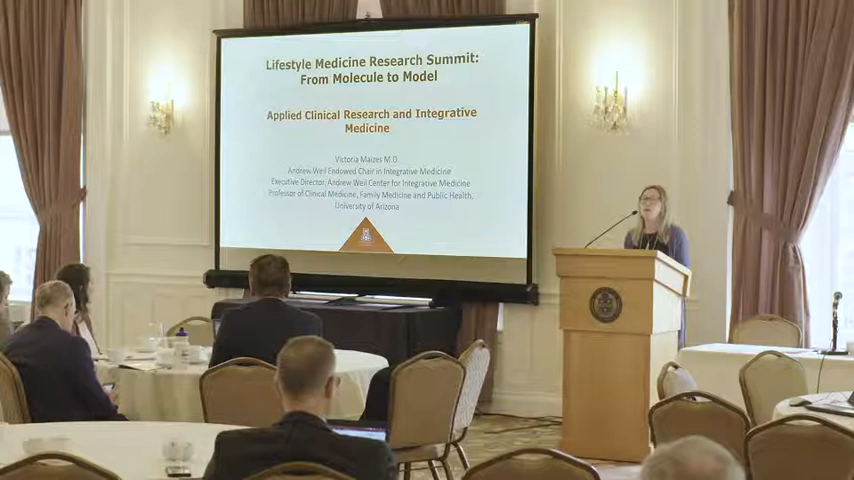 Lifestyle Medicine Research Summit:
From Molecule to Model
Applied Clinical Research and Integrative
Medicine
Victoria Maizes M.D.
Andrew Weil Endowed Chair in Integrative Medicine
Executive Director, Andrew Weil Center for Integrative Medicine
Professor of Clinical Medicine, Family Medicine and Public Health,
University of Arizona